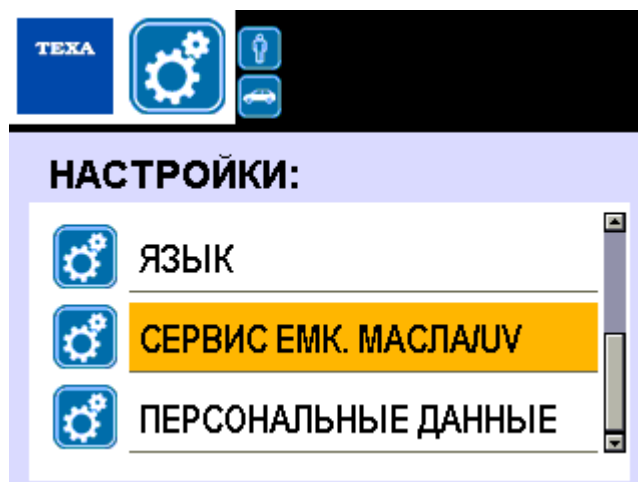 TEXA
НАСТРОЙКИ:
ЯЗЫК
СЕРВИС ЕМК. МАСЛА/UV
ПЕРСОНАЛЬНЫЕ ДАННЫЕ